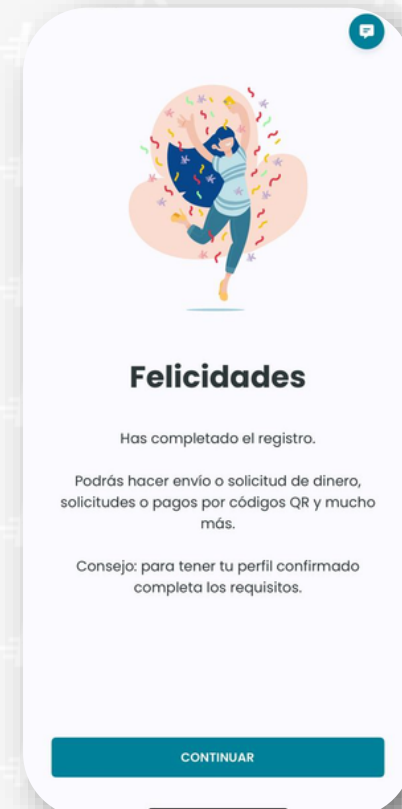 Felicidades
Has completado el registro.
Podrás hacer envío o solicitud de dinero,
solicitudes o pagos por códigos QR y mucho
más.
Consejo: para tener tu perfil confirmado
completa los requisitos.
CONTINUAR